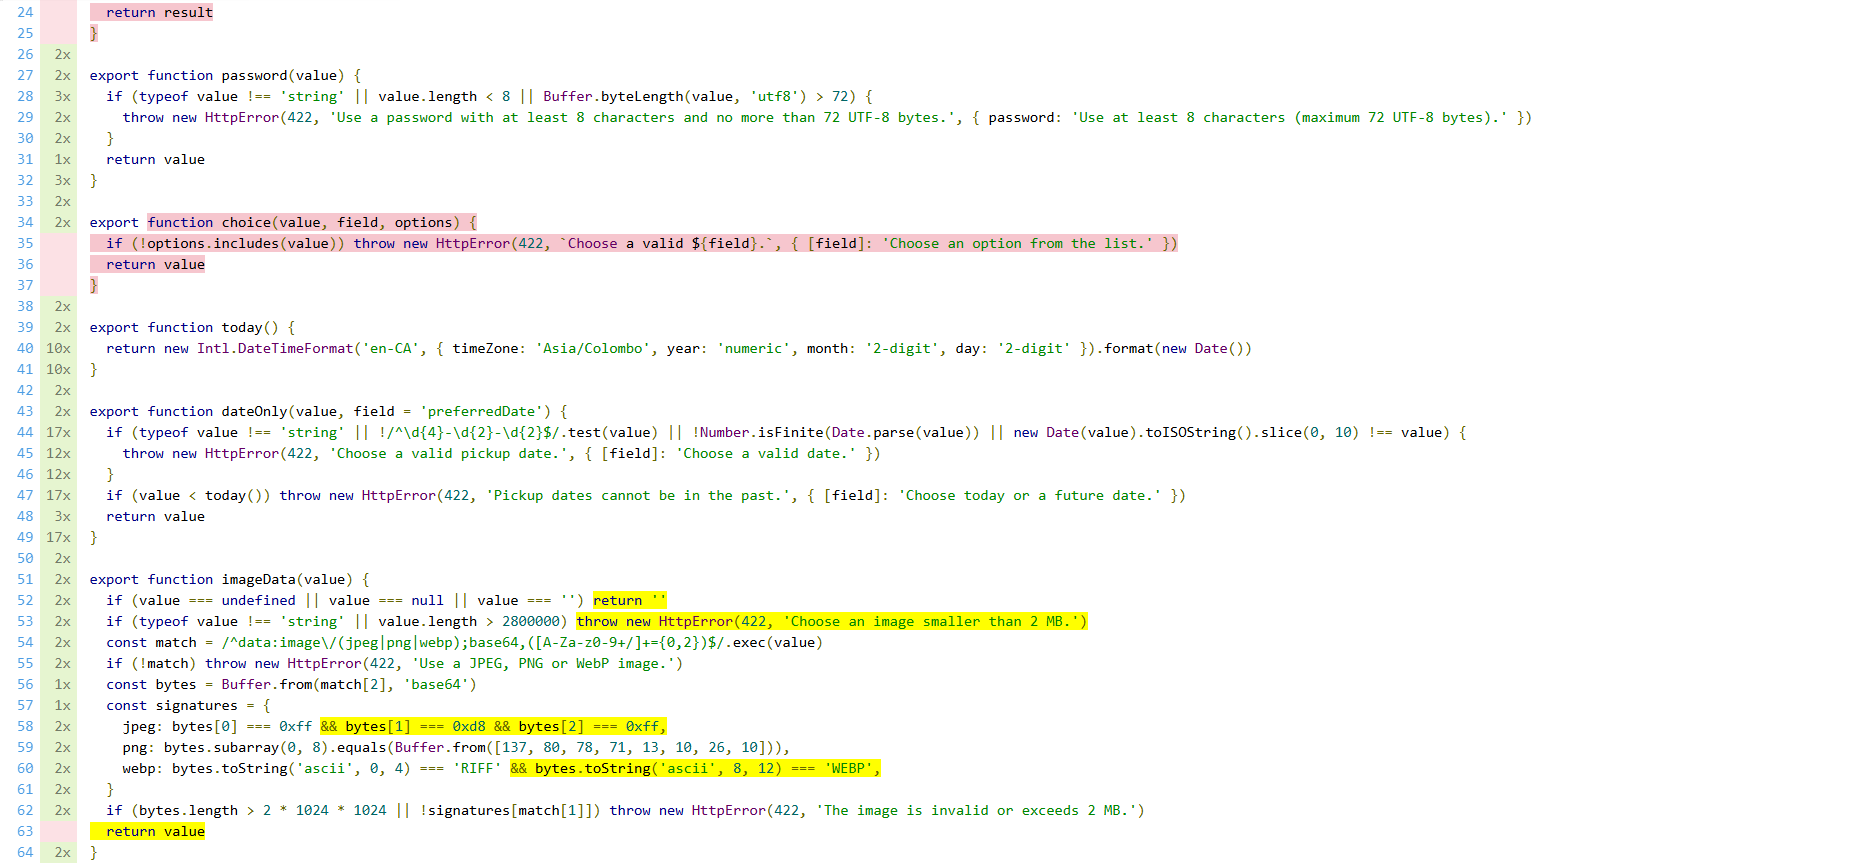 24 return result
25 }
26 2x
27 2x export function password(value) {
28 3x if (typeof value !== 'string' || value.length < 8 || Buffer.byteLength(value, 'utf8') > 72) {
29 2x throw new HttpError(422, 'Use a password with at least 8 characters and no more than 72 UTF-8 bytes.', { password: 'Use at least 8 characters (maximum 72 UTF-8 bytes).' })
30 2x }
31 1x return value
32 3x }
33 2x
34 2x export function choice(value, field, options) {
35 if (!options.includes(value)) throw new HttpError(422, `Choose a valid ${field}.`, { [field]: 'Choose an option from the list.' })
36 return value
37 }
38 2x
39 2x export function today() {
40 10x return new Intl.DateTimeFormat('en-CA', { timeZone: 'Asia/Colombo', year: 'numeric', month: '2-digit', day: '2-digit' }).format(new Date())
41 10x }
42 2x
43 2x export function dateOnly(value, field = 'preferredDate') {
44 17x if (typeof value !== 'string' || !/^\d{4}-\d{2}-\d{2}$/.test(value) || !Number.isFinite(Date.parse(value)) || new Date(value).toISOString().slice(0, 10) !== value) {
45 12x throw new HttpError(422, 'Choose a valid pickup date.', { [field]: 'Choose a valid date.' })
46 12x }
47 17x if (value < today()) throw new HttpError(422, 'Pickup dates cannot be in the past.', { [field]: 'Choose today or a future date.' })
48 3x return value
49 17x }
50 2x
51 2x export function imageData(value) {
52 2x if (value === undefined || value === null || value === '') return ''
53 2x if (typeof value !== 'string' || value.length > 2800000) throw new HttpError(422, 'Choose an image smaller than 2 MB.')
54 2x const match = /^data:image\/(jpeg|png|webp);base64,([A-Za-z0-9+/]+={0,2})$/.exec(value)
55 2x if (!match) throw new HttpError(422, 'Use a JPEG, PNG or WebP image.')
56 1x const bytes = Buffer.from(match[2], 'base64')
57 1x const signatures = {
58 2x jpeg: bytes[0] === 0xff && bytes[1] === 0xd8 && bytes[2] === 0xff,
59 2x png: bytes.subarray(0, 8).equals(Buffer.from([137, 80, 78, 71, 13, 10, 26, 10])),
60 2x webp: bytes.toString('ascii', 0, 4) === 'RIFF' && bytes.toString('ascii', 8, 12) === 'WEBP',
61 2x }
62 2x if (bytes.length > 2 * 1024 * 1024 || !signatures[match[1]]) throw new HttpError(422, 'The image is invalid or exceeds 2 MB.')
63 return value
64 2x }